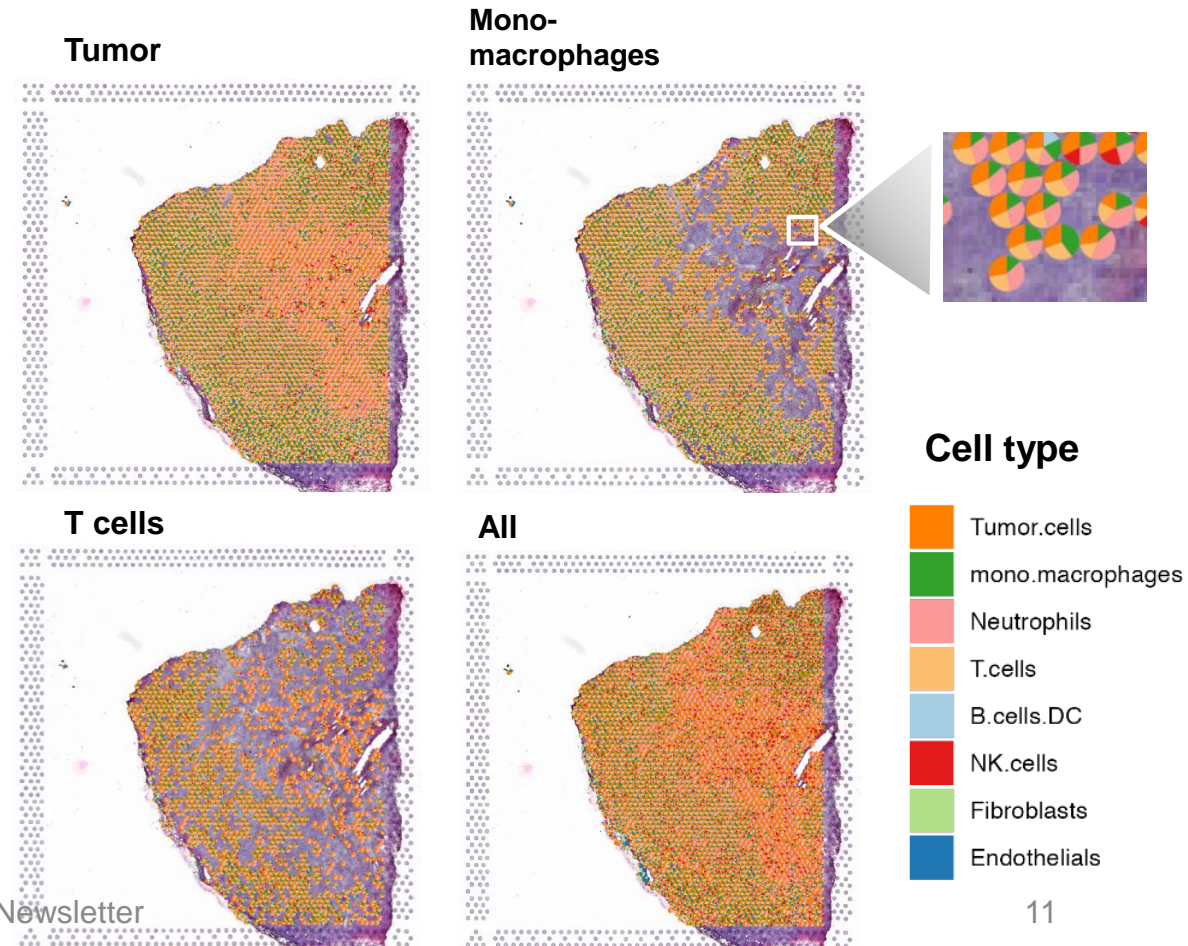 Tumor
Mono-
macrophages
T cells
All
Cell type
Tumor.cells
mono.macrophages
Neutrophils
T.cells
B.cells.DC
NK.cells
Fibroblasts
Endothelials
Newsletter
11